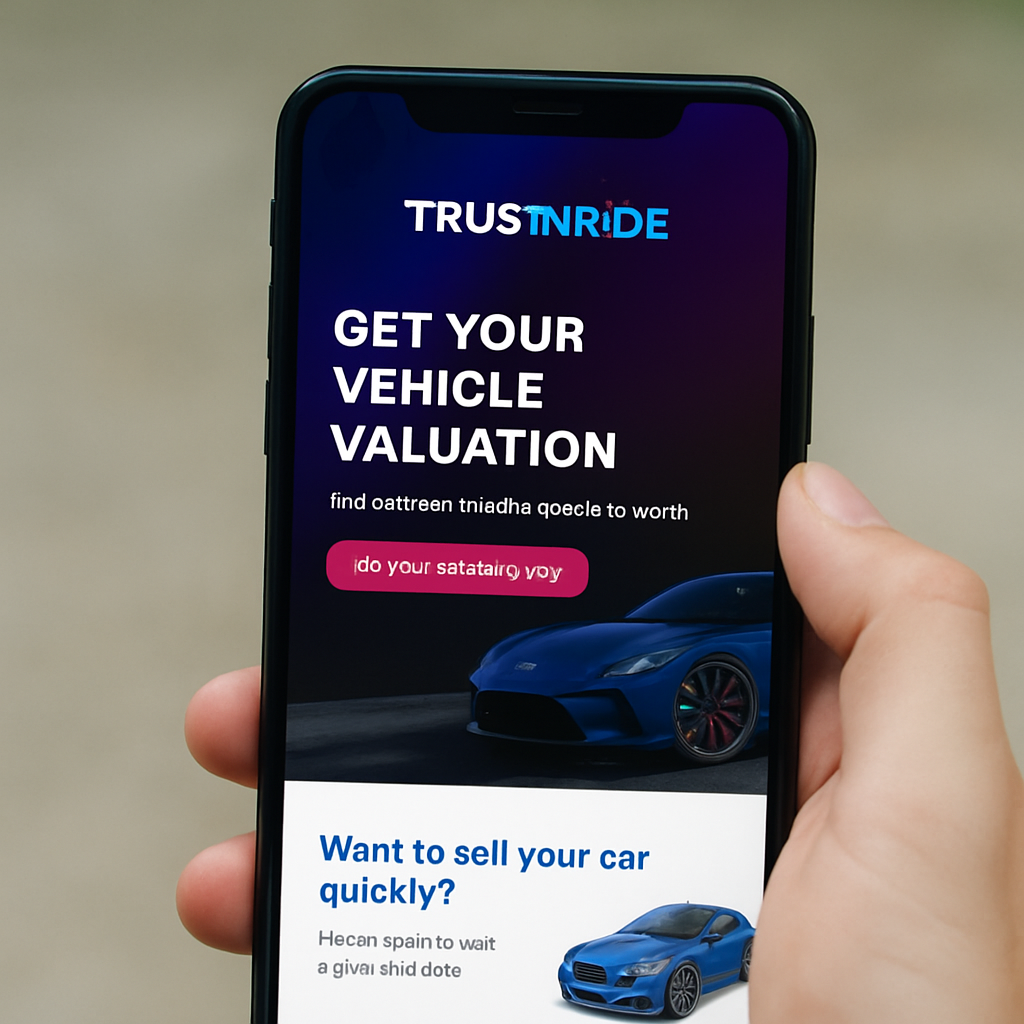 TRUSTINRIDE
GET YOUR
VEHICLE
VALUATION
find oattreen tniadha qoecle to worth
do your satatairg voy
Want to sell your car
quickly?
Hecan spain to wait
a givai shid dote